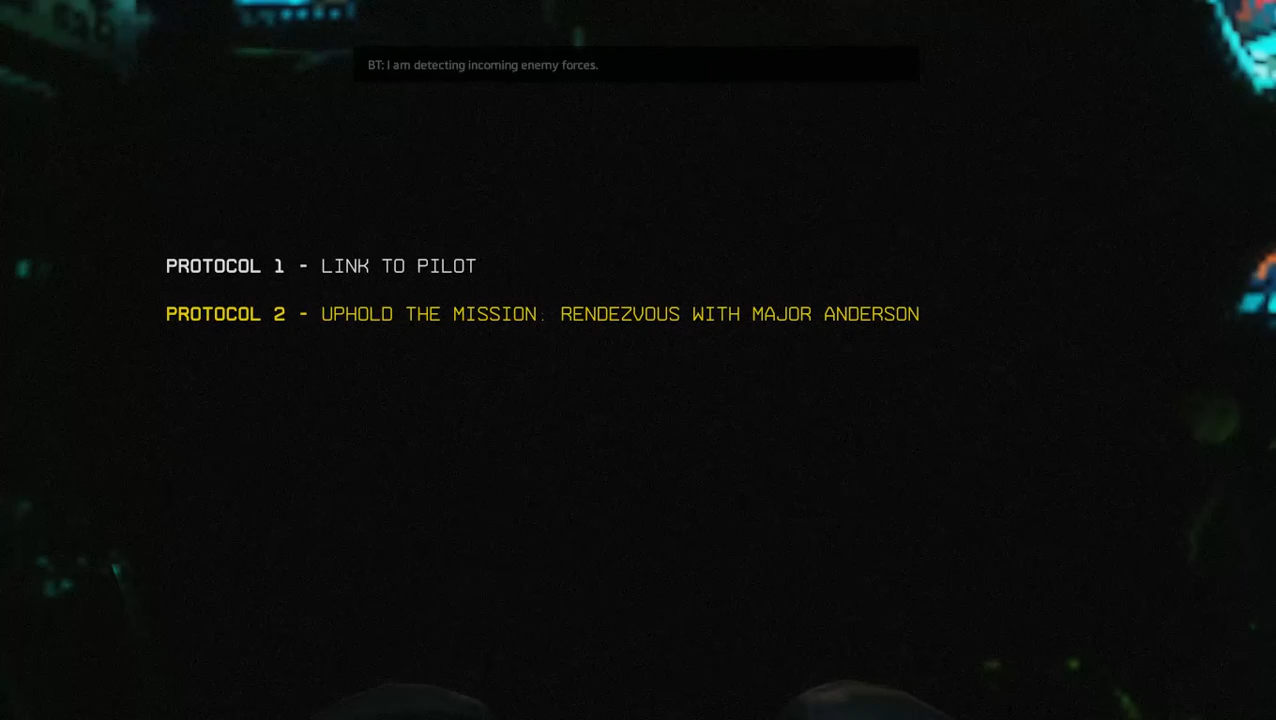 BT: I am detecting incoming enemy forces.
PROTOCOL 1 - LINK TO PILOT
PROTOCOL 2 - UPHOLD THE MISSION: RENDEZVOUS WITH MAJOR ANDERSON